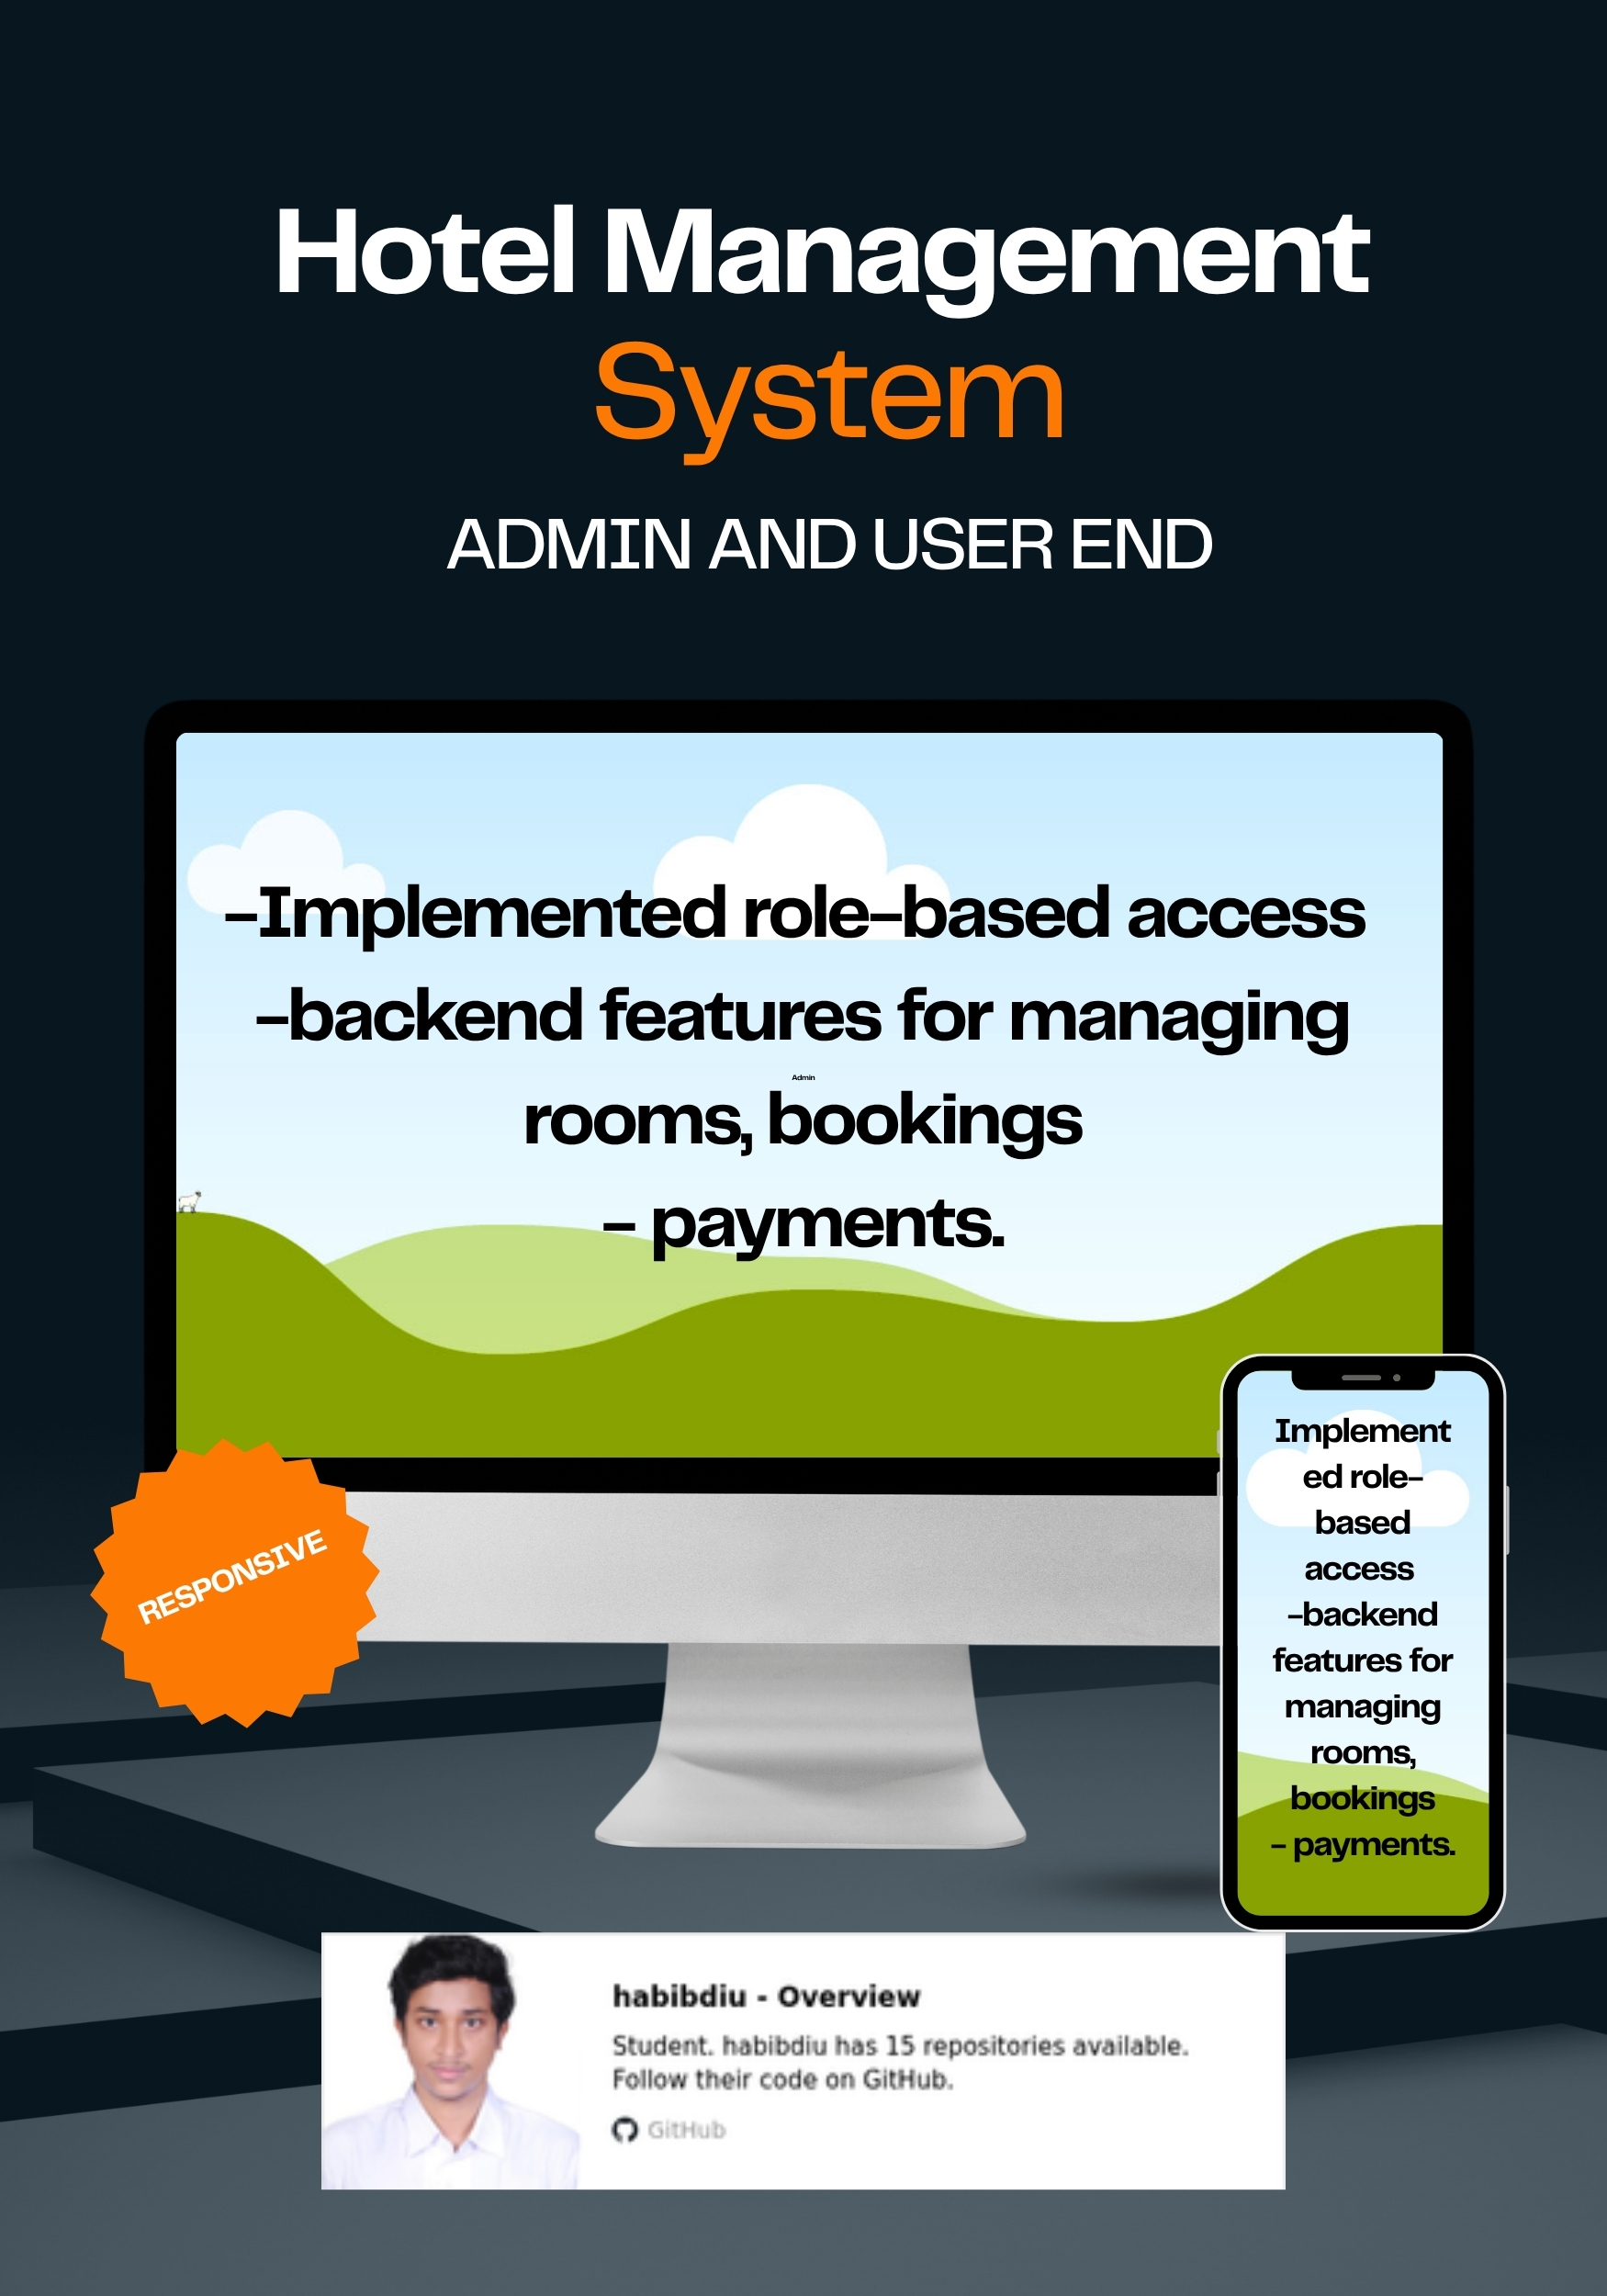 Hotel Management
System
ADMIN AND USER END
-Implemented role-based access
-backend features for managing
Admin
rooms, bookings
- payments.
RESPONSIVE
Implement
ed role-
based
access
-backend
features for
managing
rooms,
bookings
- payments.
habibdiu - Overview
Student. habibdiu has 15 repositories available.
Follow their code on GitHub.
GitHub